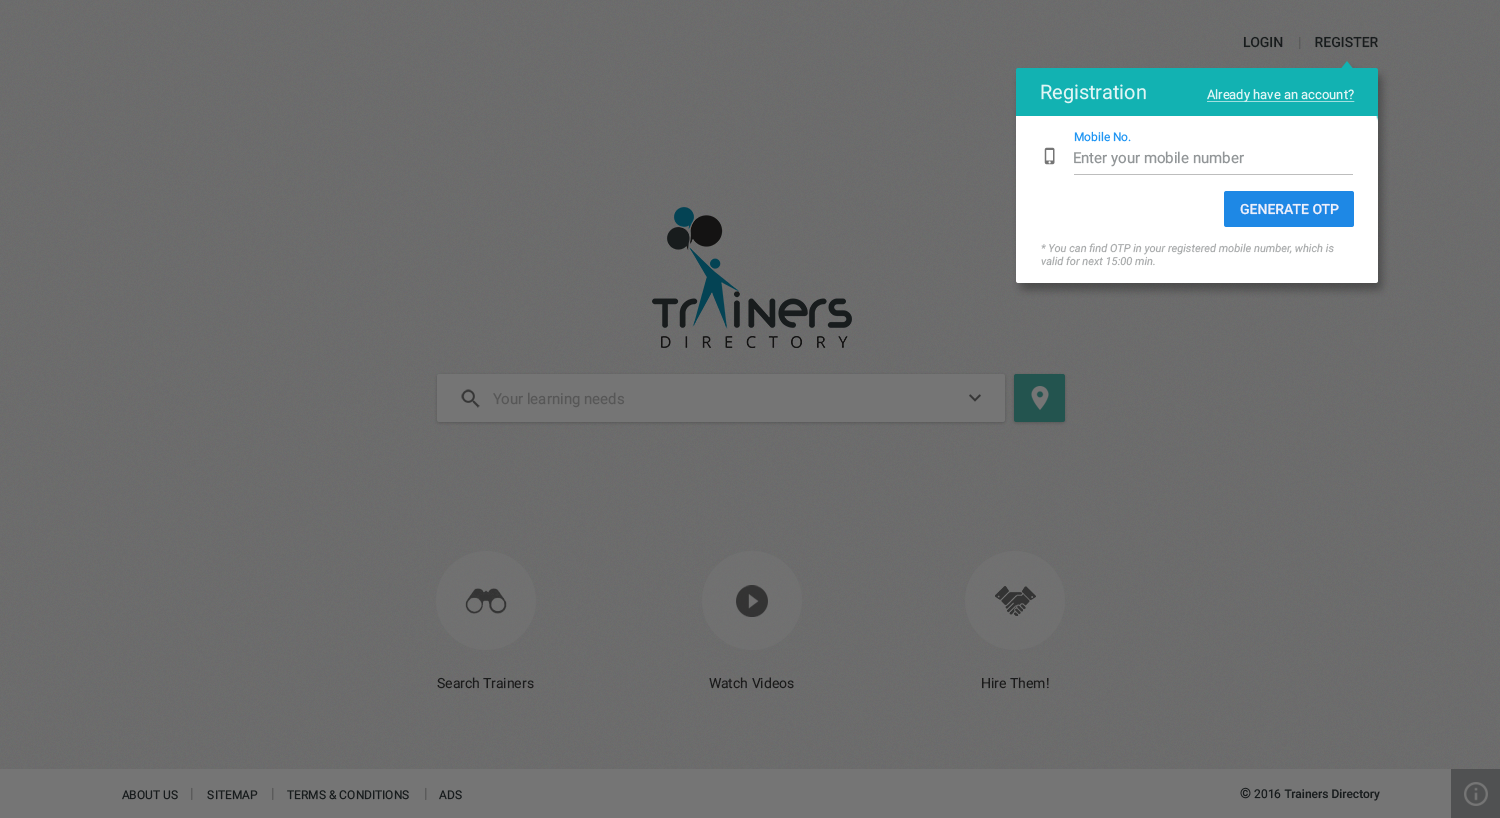 LOGIN | REGISTER
Registration Already have an account?
Mobile No.
Enter your mobile number
GENERATE OTP
* You can find OTP in your registered mobile number, which is
valid for next 15:00 min.
TrAiners
DIRECTORY
Your learning needs
Search Trainers Watch Videos Hire Them!
ABOUT US | SITEMAP | TERMS & CONDITIONS | ADS © 2016 Trainers Directory